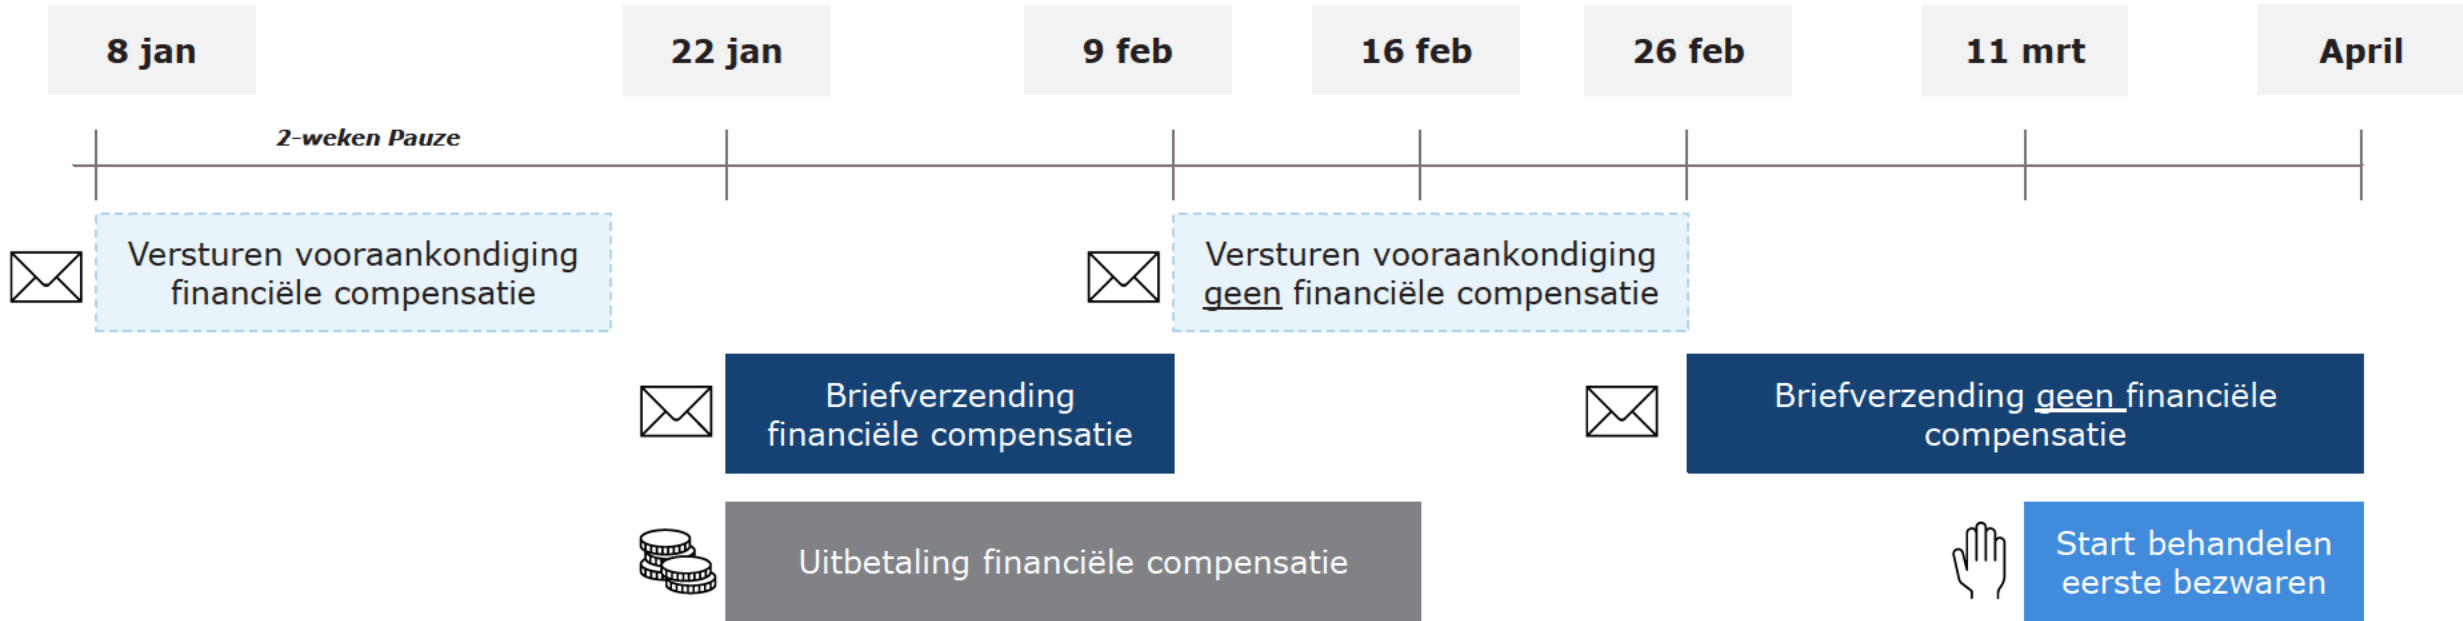 8 jan
22 jan
9 feb
16 feb
26 feb
11 mrt
April
2-weken Pauze
Versturen vooraankondiging
financiële compensatie
Versturen vooraankondiging
geen financiële compensatie
Briefverzending
financiële compensatie
Briefverzending geen financiële
compensatie
Uitbetaling financiële compensatie
Start behandelen
eerste bezwaren